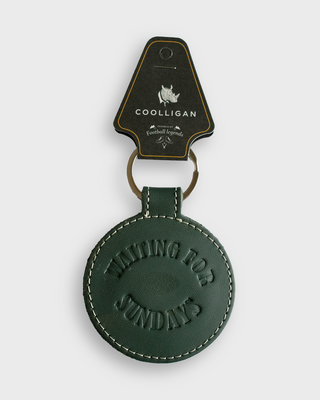 COOLLIGAN
Football legends
WAITING FOR
SUNDAYS